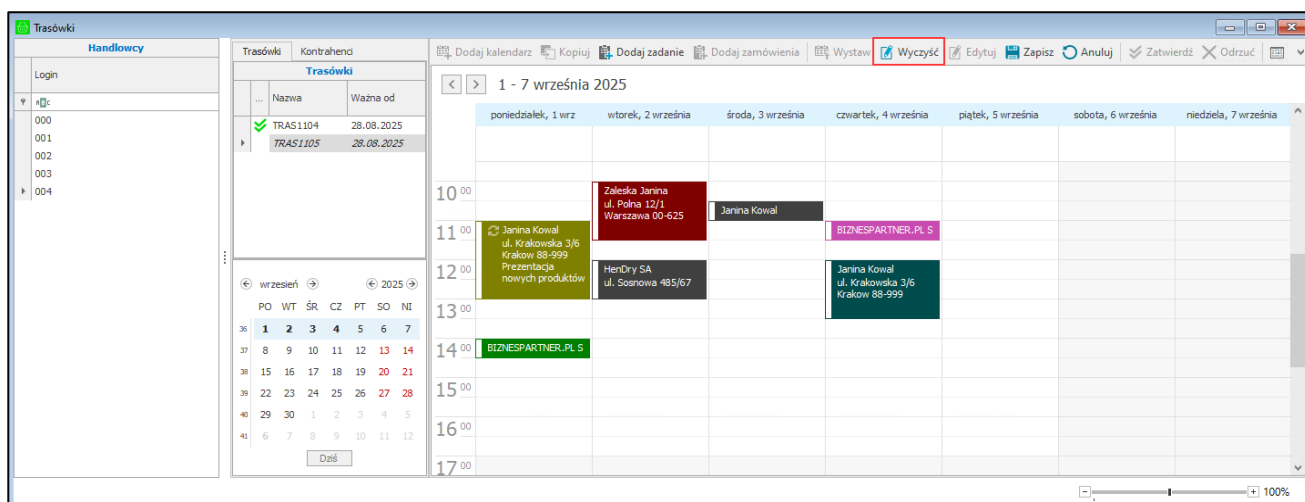 Trasówki
Handlowcy
Login
000
001
002
003
004
Trasówki Kontrahenci
Trasówki
... Nazwa Ważna od
TRAS1104 28.08.2025
TRAS1105 28.08.2025
wrzesień 2025
PO WT ŚR CZ PT SO NI
36 1 2 3 4 5 6 7
37 8 9 10 11 12 13 14
38 15 16 17 18 19 20 21
39 22 23 24 25 26 27 28
40 29 30 1 2 3 4 5
41 6 7 8 9 10 11 12
Dziś
Dodaj kalendarz Kopiuj Dodaj zadanie Dodaj zamówienia Wystaw Wyczyść Edytuj Zapisz Anuluj Zatwierdź Odrzuć
1 - 7 września 2025
poniedziałek, 1 wrz wtorek, 2 września środa, 3 września czwartek, 4 września piątek, 5 września sobota, 6 września niedziela, 7 września
10 00
11 00
12 00
13 00
14 00
15 00
16 00
17 00
Janina Kowal
ul. Krakowska 3/6
Krakow 88-999
Prezentacja
nowych produktów
BIZNESPARTNER.PL S
Zaleska Janina
ul. Polna 12/1
Warszawa 00-625
HenDry SA
ul. Sosnowa 485/67
Janina Kowal
BIZNESPARTNER.PL S
Janina Kowal
ul. Krakowska 3/6
Krakow 88-999
100%